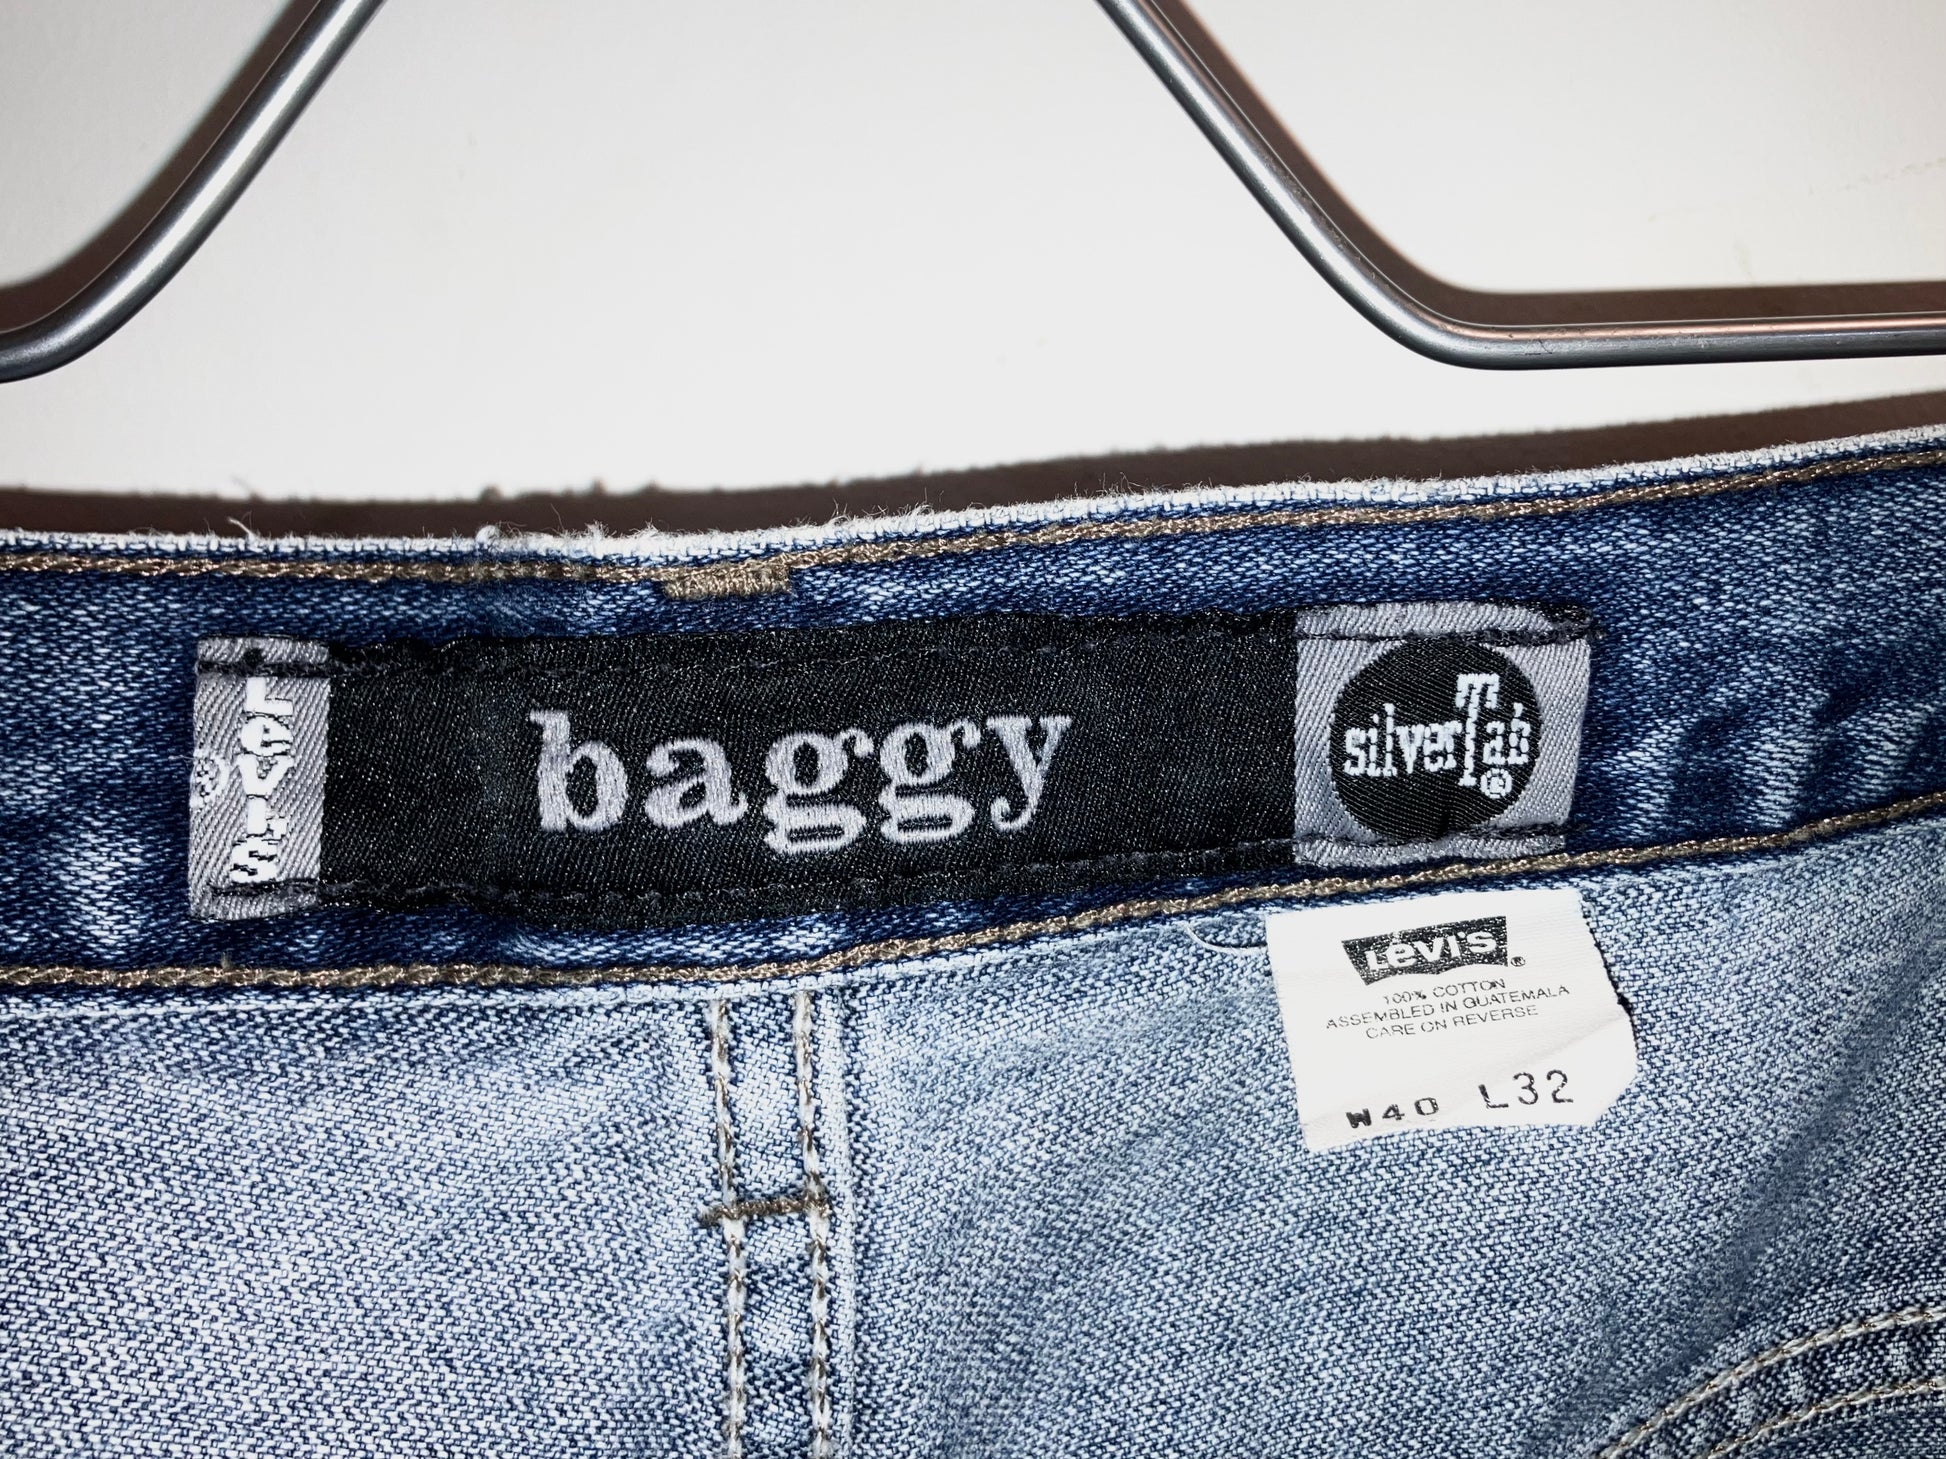 Levi's
®
baggy
silverTab
®
Levi's
®
100% COTTON
ASSEMBLED IN GUATEMALA
CARE ON REVERSE
W40 L32